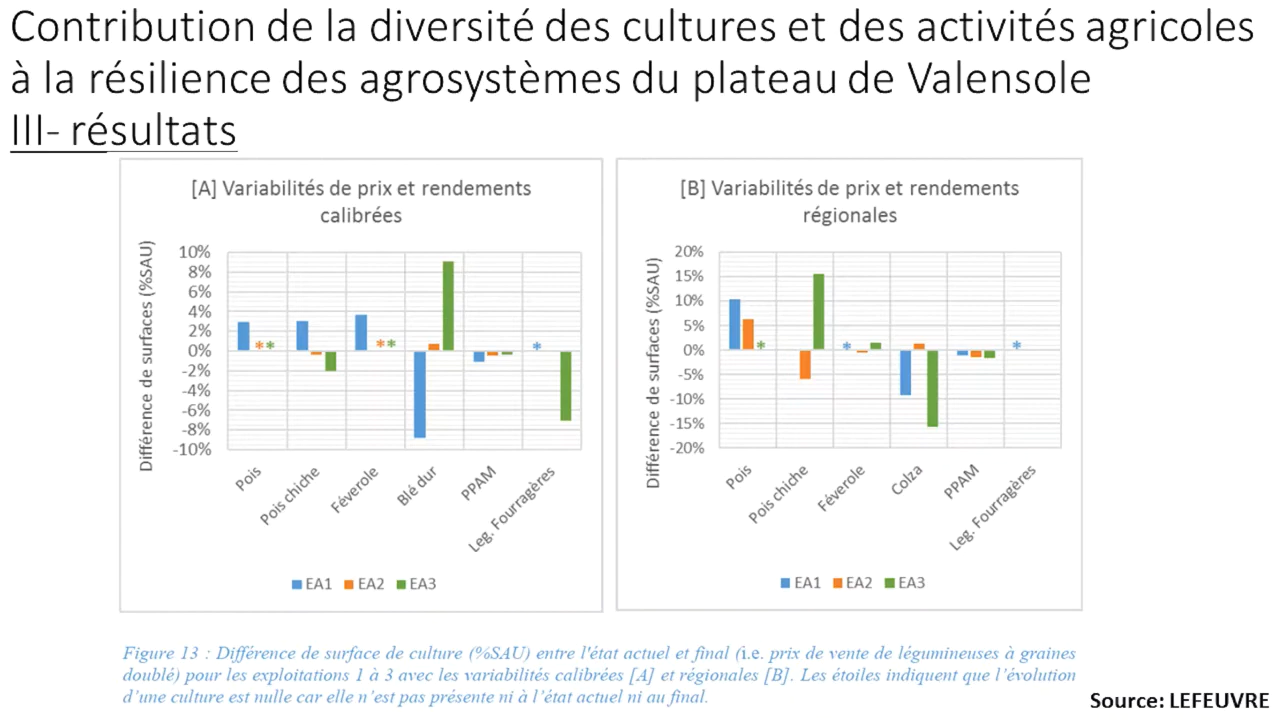 Contribution de la diversité des cultures et des activités agricoles
à la résilience des agrosystèmes du plateau de Valensole
III- résultats
[A] Variabilités de prix et rendements
calibrées
Différence de surfaces (%SAU)
10%
8%
6%
4%
2%
0%
-2%
-4%
-6%
-8%
-10%
* * * * *
Pois
Pois chiche
Féverole
Blé dur
PPAM
Leg. Fourragères
EA1 EA2 EA3
[B] Variabilités de prix et rendements
régionales
Différence de surfaces (%SAU)
20%
15%
10%
5%
0%
-5%
-10%
-15%
-20%
* * *
Pois
Pois chiche
Féverole
Colza
PPAM
Leg. Fourragères
EA1 EA2 EA3
Figure 13 : Différence de surface de culture (%SAU) entre l'état actuel et final (i.e. prix de vente de légumineuses à graines
doublé) pour les exploitations 1 à 3 avec les variabilités calibrées [A] et régionales [B]. Les étoiles indiquent que l'évolution
d'une culture est nulle car elle n'est pas présente ni à l'état actuel ni au final.
Source: LEFEUVRE